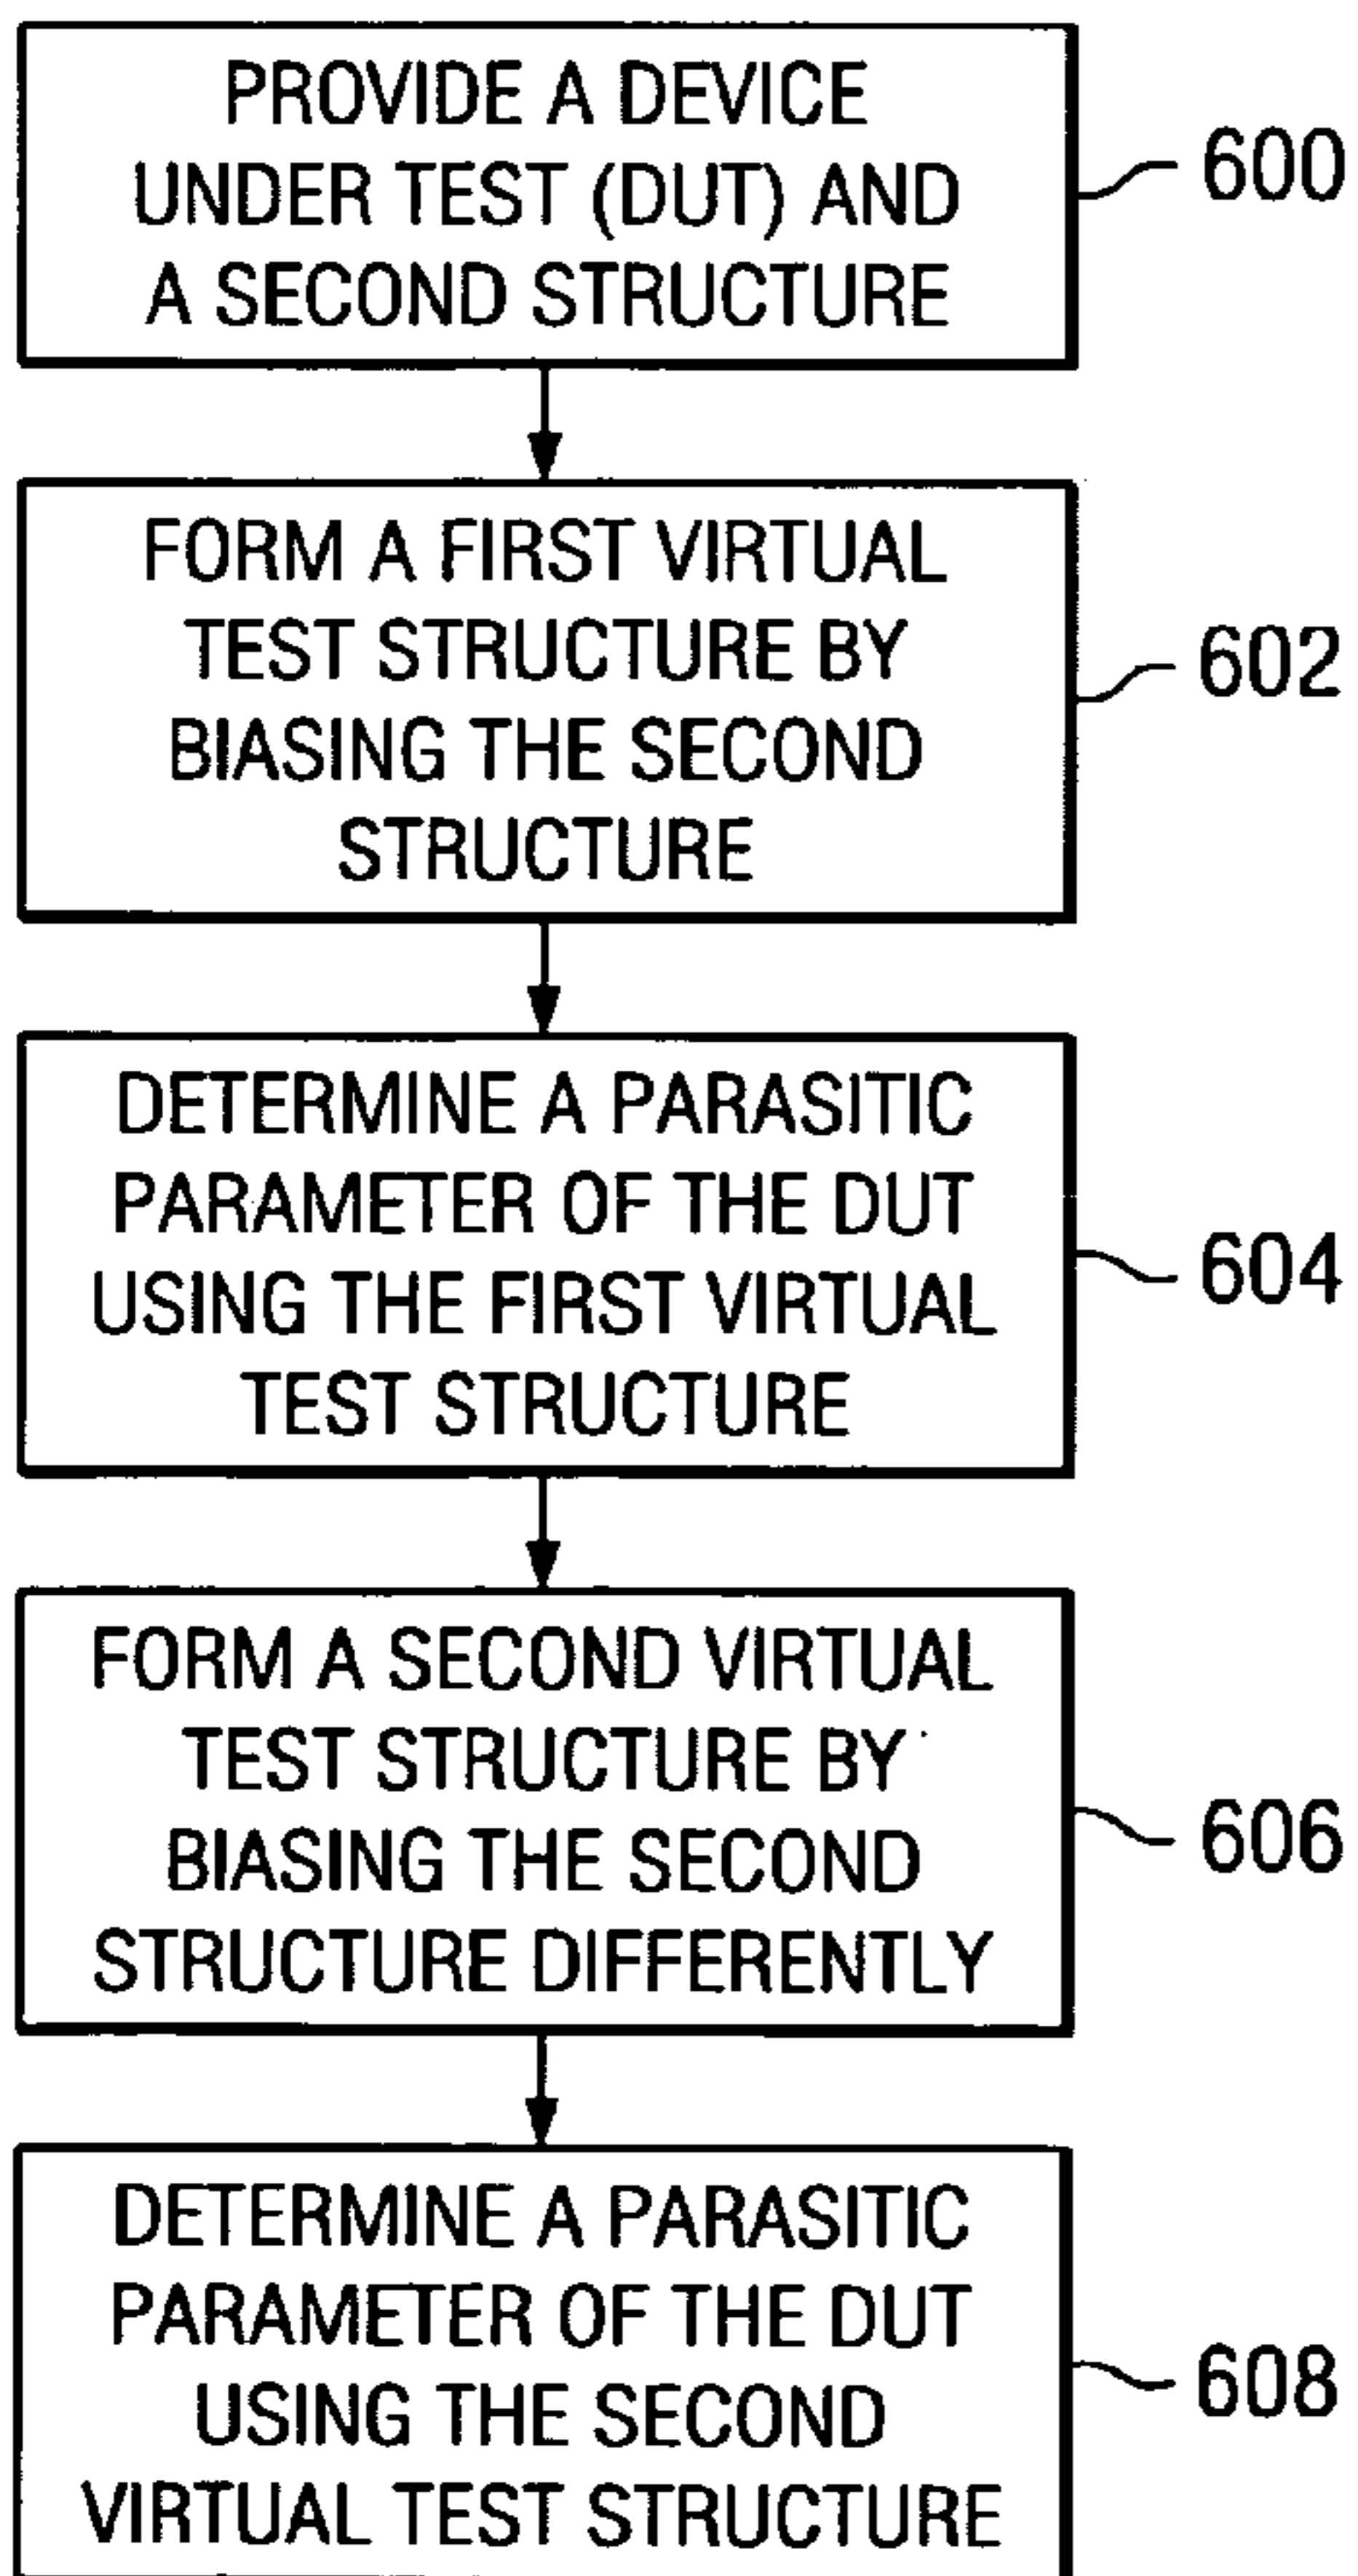 PROVIDE A DEVICE
UNDER TEST (DUT) AND
A SECOND STRUCTURE
600
FORM A FIRST VIRTUAL
TEST STRUCTURE BY
BIASING THE SECOND
STRUCTURE
602
DETERMINE A PARASITIC
PARAMETER OF THE DUT
USING THE FIRST VIRTUAL
TEST STRUCTURE
604
FORM A SECOND VIRTUAL
TEST STRUCTURE BY
BIASING THE SECOND
STRUCTURE DIFFERENTLY
606
DETERMINE A PARASITIC
PARAMETER OF THE DUT
USING THE SECOND
VIRTUAL TEST STRUCTURE
608